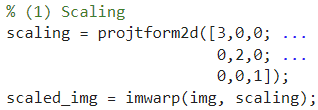 % (1) Scaling
scaling = projtform2d([3,0,0; ...
0,2,0; ...
0,0,1]);
scaled_img = imwarp(img, scaling);